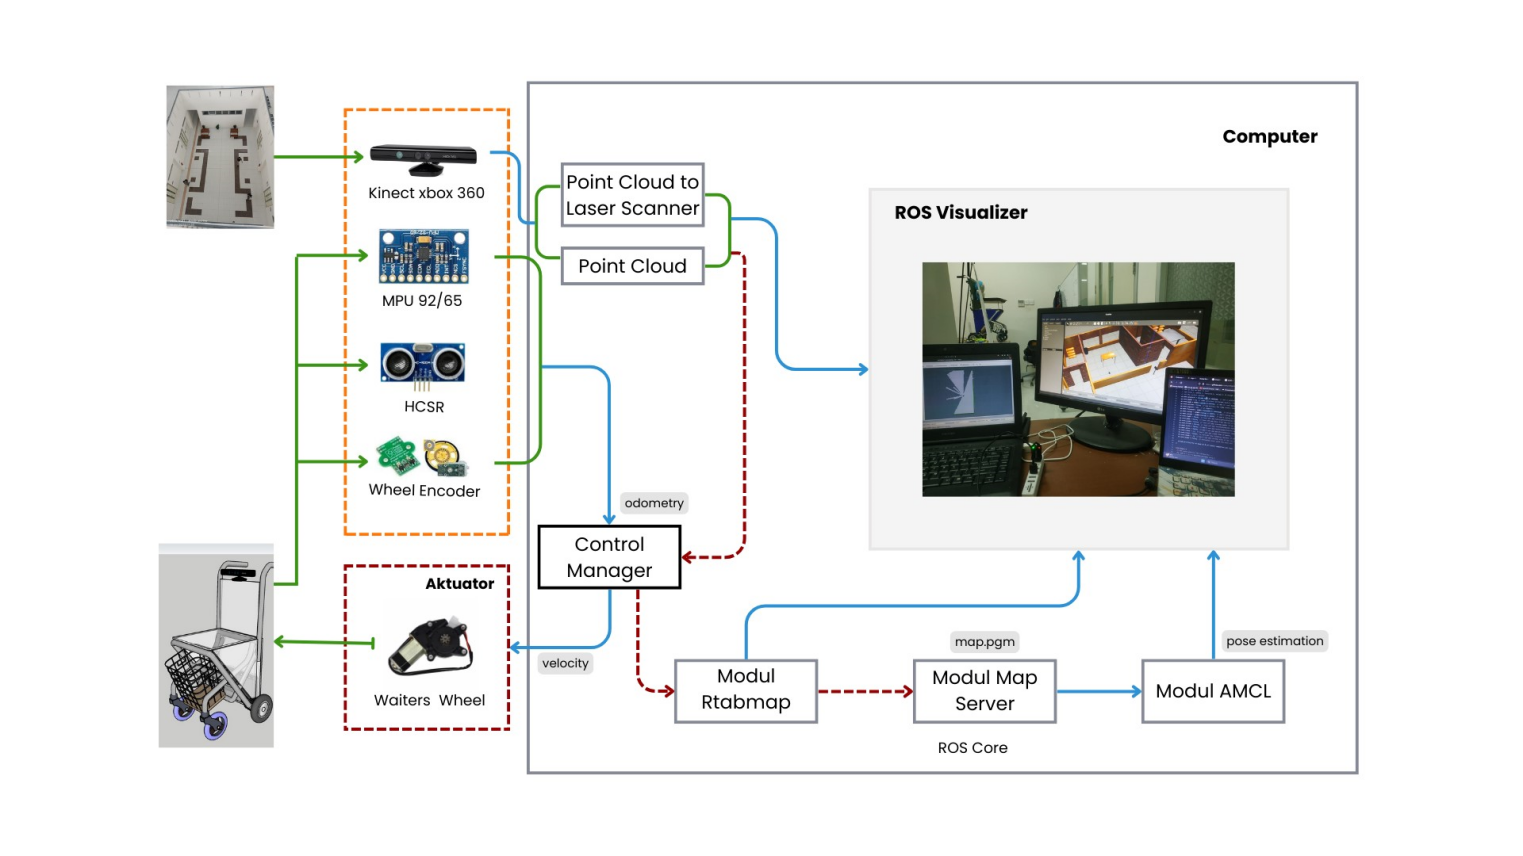 Computer
Kinect xbox 360
Point Cloud to
Laser Scanner
ROS Visualizer
Point Cloud
MPU 92/65
HCSR
Wheel Encoder
odometry
Control
Manager
Aktuator
velocity
Waiters Wheel
map.pgm
pose estimation
Modul
Rtabmap
Modul Map
Server
Modul AMCL
ROS Core